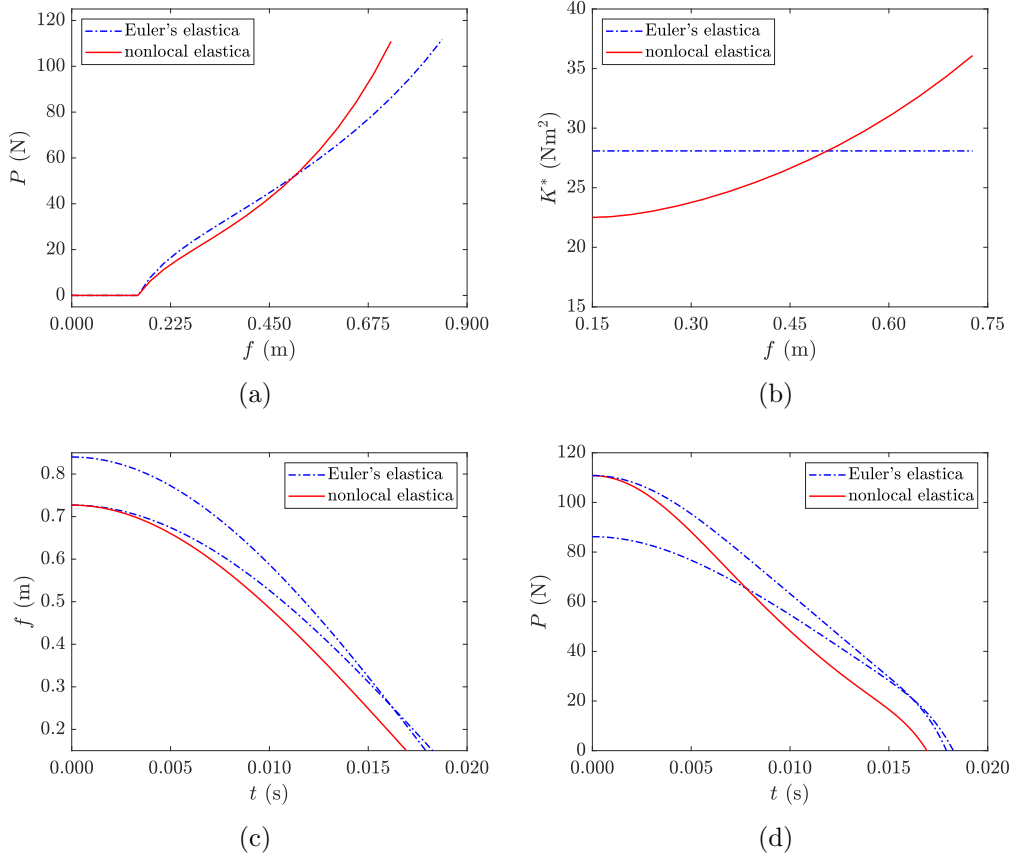 120
100
80
60
40
20
0
P (N)
Euler's elastica
nonlocal elastica
0.000 0.225 0.450 0.675 0.900
f (m)
(a)
40
35
30
25
20
15
K* (Nm²)
Euler's elastica
nonlocal elastica
0.15 0.30 0.45 0.60 0.75
f (m)
(b)
0.8
0.7
0.6
0.5
0.4
0.3
0.2
f (m)
Euler's elastica
nonlocal elastica
0.000 0.005 0.010 0.015 0.020
t (s)
(c)
120
100
80
60
40
20
0
P (N)
Euler's elastica
nonlocal elastica
0.000 0.005 0.010 0.015 0.020
t (s)
(d)